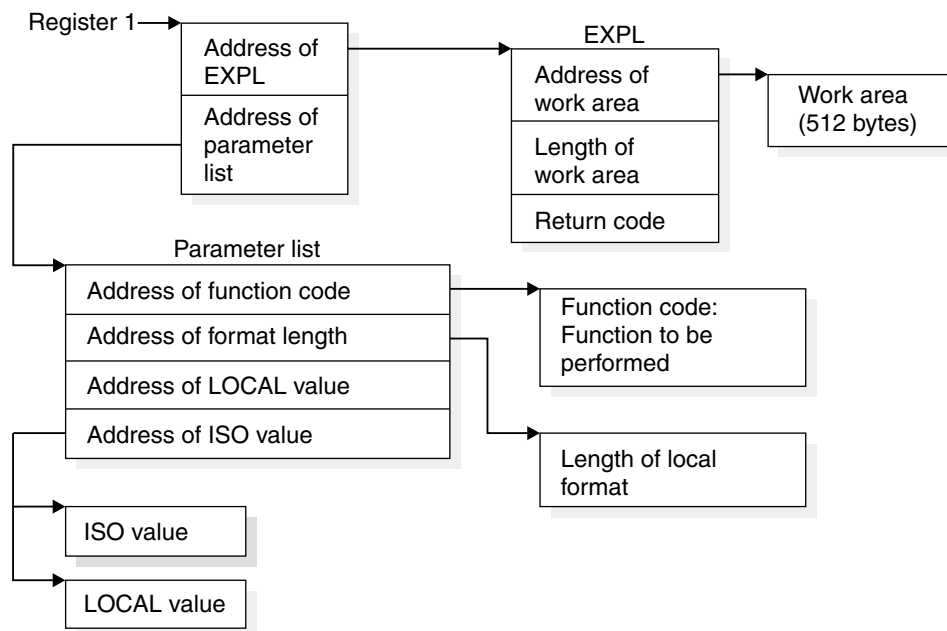 Register 1
Address of
EXPL
Address of
parameter
list
EXPL
Address of
work area
Length of
work area
Return code
Work area
(512 bytes)
Parameter list
Address of function code
Address of format length
Address of LOCAL value
Address of ISO value
Function code:
Function to be
performed
Length of local
format
ISO value
LOCAL value